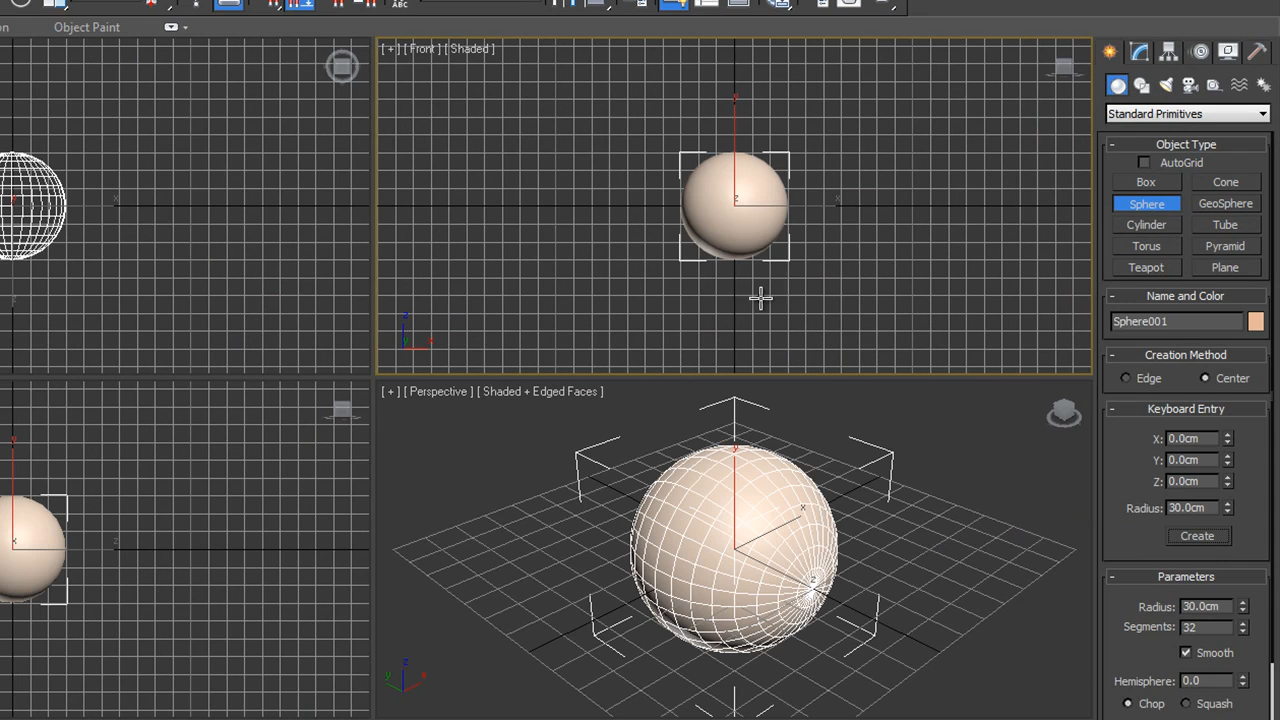 ABC
Object Paint
[ + ] [ Front ] [ Shaded ]
Standard Primitives
Object Type
AutoGrid
Box Cone
Sphere GeoSphere
Cylinder Tube
Torus Pyramid
Teapot Plane
Name and Color
Sphere001
Creation Method
Edge Center
[ + ] [ Perspective ] [ Shaded + Edged Faces ]
Keyboard Entry
X: 0.0cm
Y: 0.0cm
Z: 0.0cm
Radius: 30.0cm
Create
Parameters
Radius: 30.0cm
Segments: 32
Smooth
Hemisphere: 0.0
Chop Squash
x
z
x
y
x
z
z
y
x